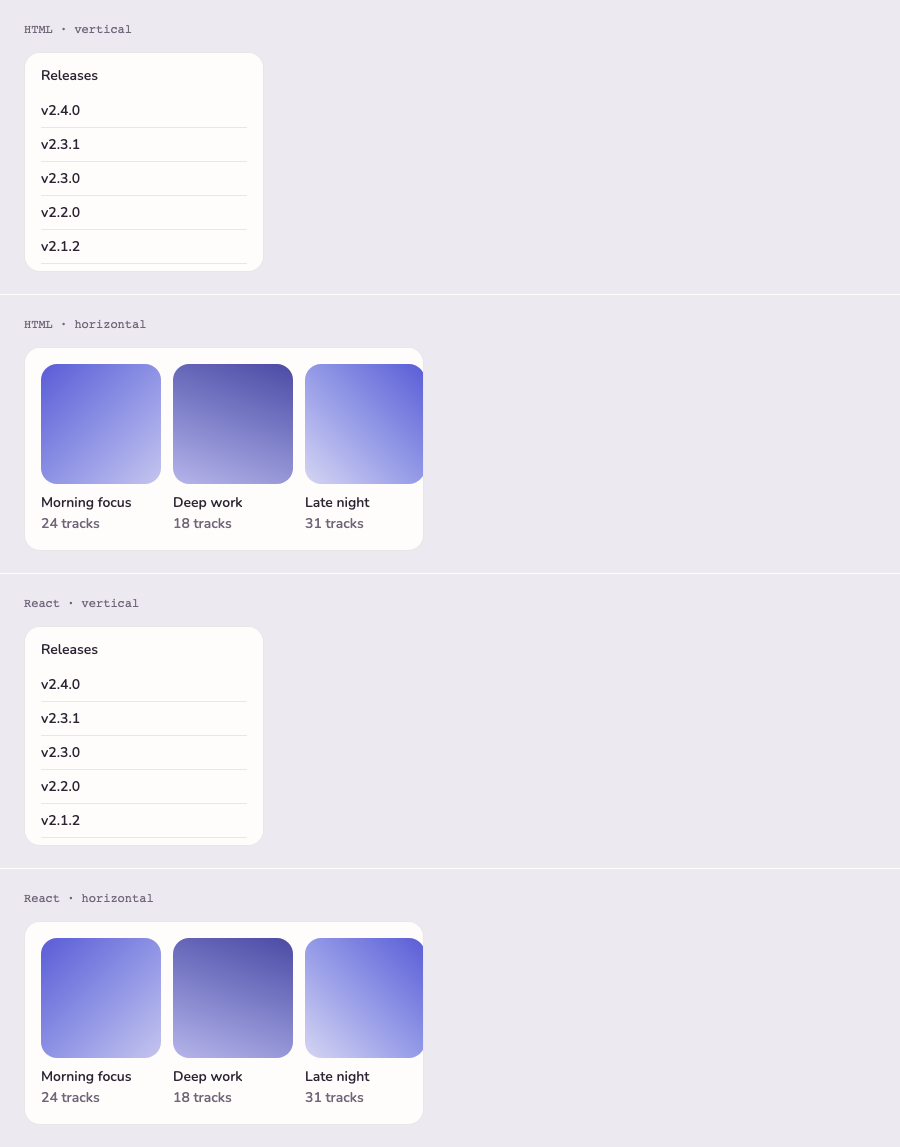 HTML · vertical
Releases
v2.4.0
v2.3.1
v2.3.0
v2.2.0
v2.1.2
HTML · horizontal
Morning focus
24 tracks
Deep work
18 tracks
Late night
31 tracks
React · vertical
Releases
v2.4.0
v2.3.1
v2.3.0
v2.2.0
v2.1.2
React · horizontal
Morning focus
24 tracks
Deep work
18 tracks
Late night
31 tracks